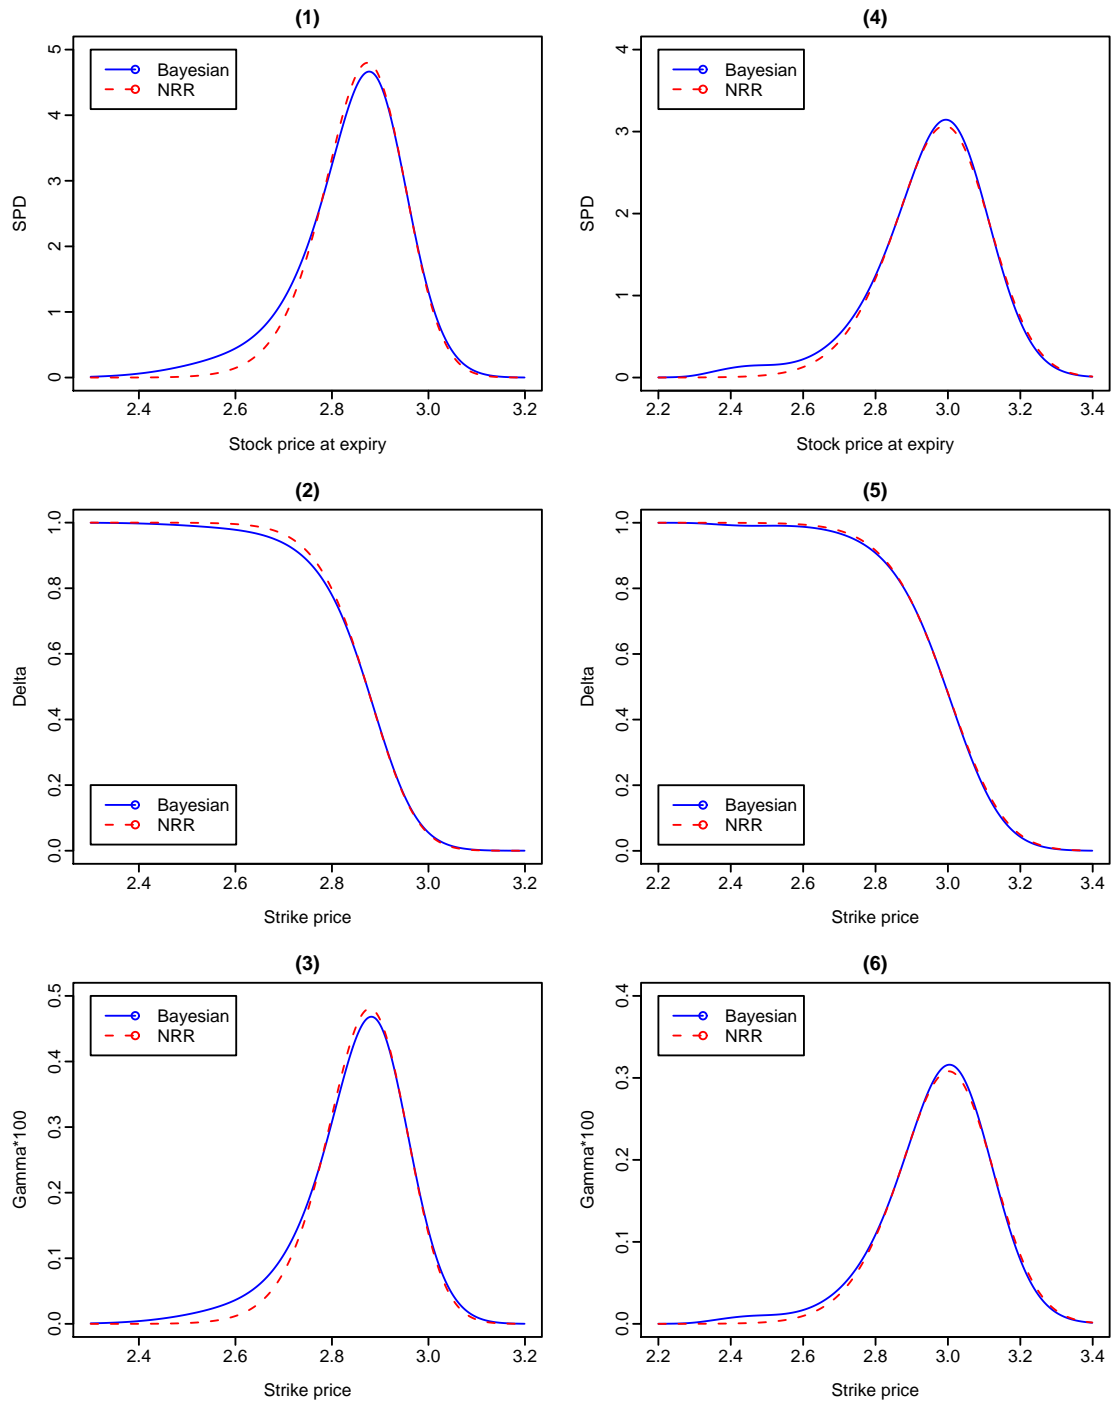 (1)
SPD
5
4
3
2
1
0
Bayesian
NRR
2.4 2.6 2.8 3.0 3.2
Stock price at expiry
(4)
SPD
4
3
2
1
0
Bayesian
NRR
2.2 2.4 2.6 2.8 3.0 3.2 3.4
Stock price at expiry
(2)
Delta
1.0
0.8
0.6
0.4
0.2
0.0
Bayesian
NRR
2.4 2.6 2.8 3.0 3.2
Strike price
(5)
Delta
1.0
0.8
0.6
0.4
0.2
0.0
Bayesian
NRR
2.2 2.4 2.6 2.8 3.0 3.2 3.4
Strike price
(3)
Gamma*100
0.5
0.4
0.3
0.2
0.1
0.0
Bayesian
NRR
2.4 2.6 2.8 3.0 3.2
Strike price
(6)
Gamma*100
0.4
0.3
0.2
0.1
0.0
Bayesian
NRR
2.2 2.4 2.6 2.8 3.0 3.2 3.4
Strike price